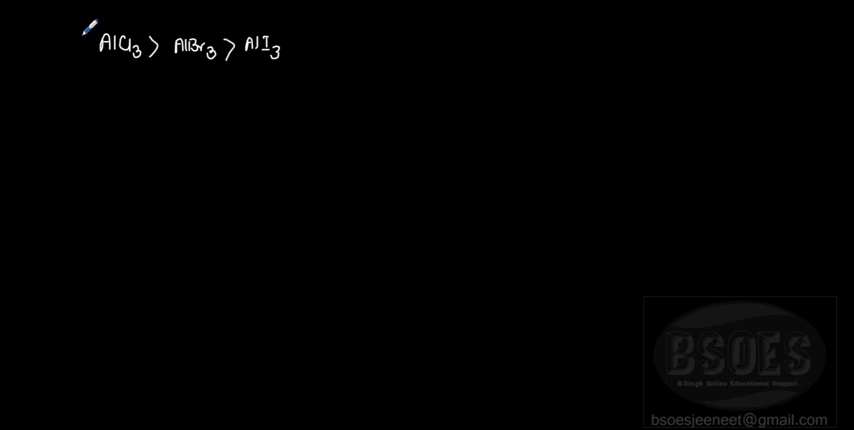 AlCl3 > AlBr3 > AlI3
BSOES
B.Singh Online Educational Support
bsoesjeeneet@gmail.com